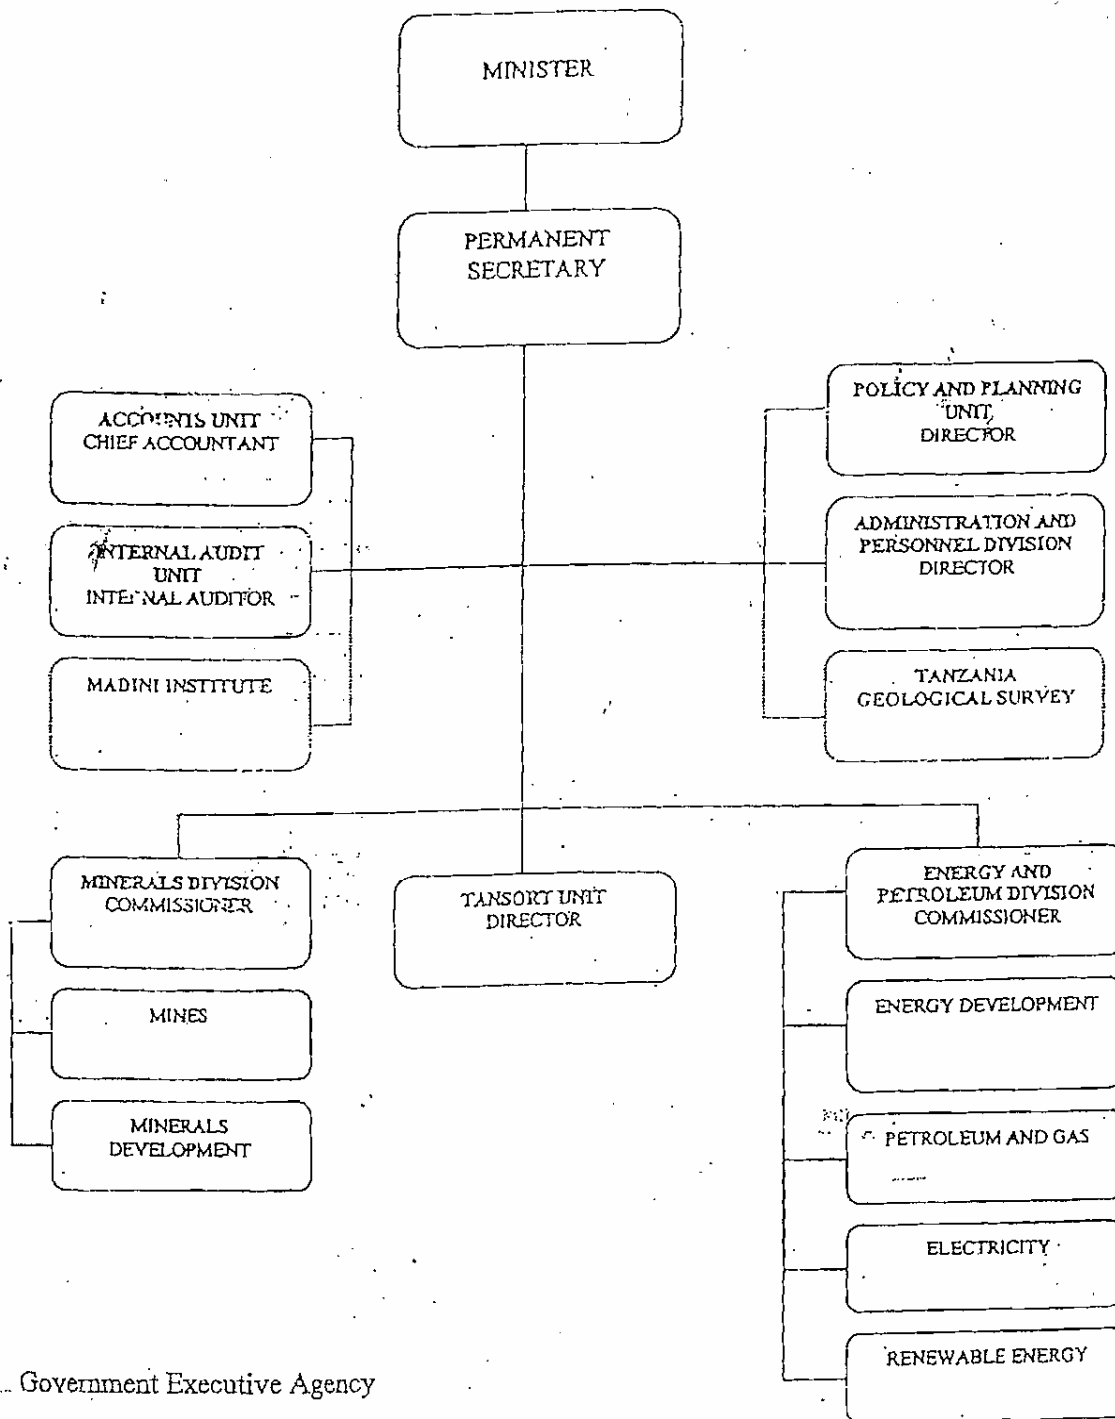 MINISTER
PERMANENT
SECRETARY
ACCOUNTS UNIT
CHIEF ACCOUNTANT
INTERNAL AUDIT
UNIT
INTERNAL AUDITOR
MADINI INSTITUTE
POLICY AND PLANNING
UNIT,
DIRECTOR
ADMINISTRATION AND
PERSONNEL DIVISION
DIRECTOR
TANZANIA
GEOLOGICAL SURVEY
MINERALS DIVISION
COMMISSIONER
MINES
MINERALS
DEVELOPMENT
TANSORT UNIT
DIRECTOR
ENERGY AND
PETROLEUM DIVISION
COMMISSIONER
ENERGY DEVELOPMENT
PETROLEUM AND GAS
ELECTRICITY
RENEWABLE ENERGY
Government Executive Agency